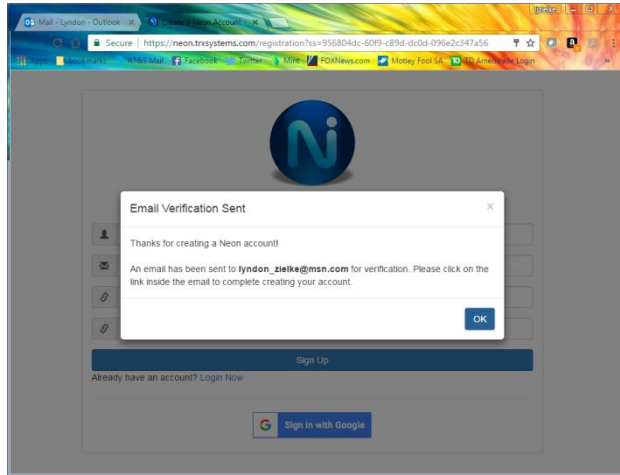 Mail - Lyndon - Outlook
Create a Neon Account
Secure | https://neon.trxsystems.com/registration?ss=956804dc-60f9-c89d-dc0d-096e2c347a56
Apps bookmarks AT&T Mail Facebook Twitter Mint FOXNews.com Motley Fool SA TD Ameritrade Login
Ni
Email Verification Sent
Thanks for creating a Neon account!
An email has been sent to lyndon_zielke@msn.com for verification. Please click on the
link inside the email to complete creating your account.
OK
Sign Up
Already have an account? Login Now
G Sign in with Google